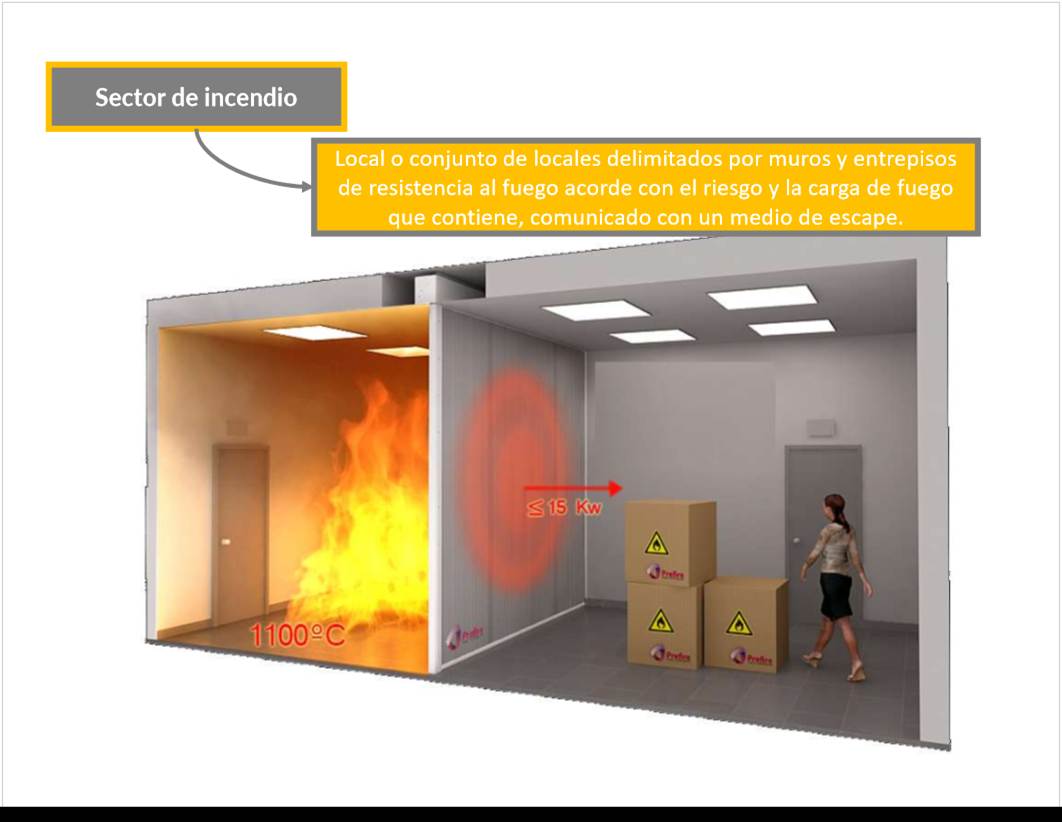 Sector de incendio
Local o conjunto de locales delimitados por muros y entrepisos
de resistencia al fuego acorde con el riesgo y la carga de fuego
que contiene, comunicado con un medio de escape.
≤ 15 Kw
1100ºC
Prefire
Prefire
Prefire
Prefire